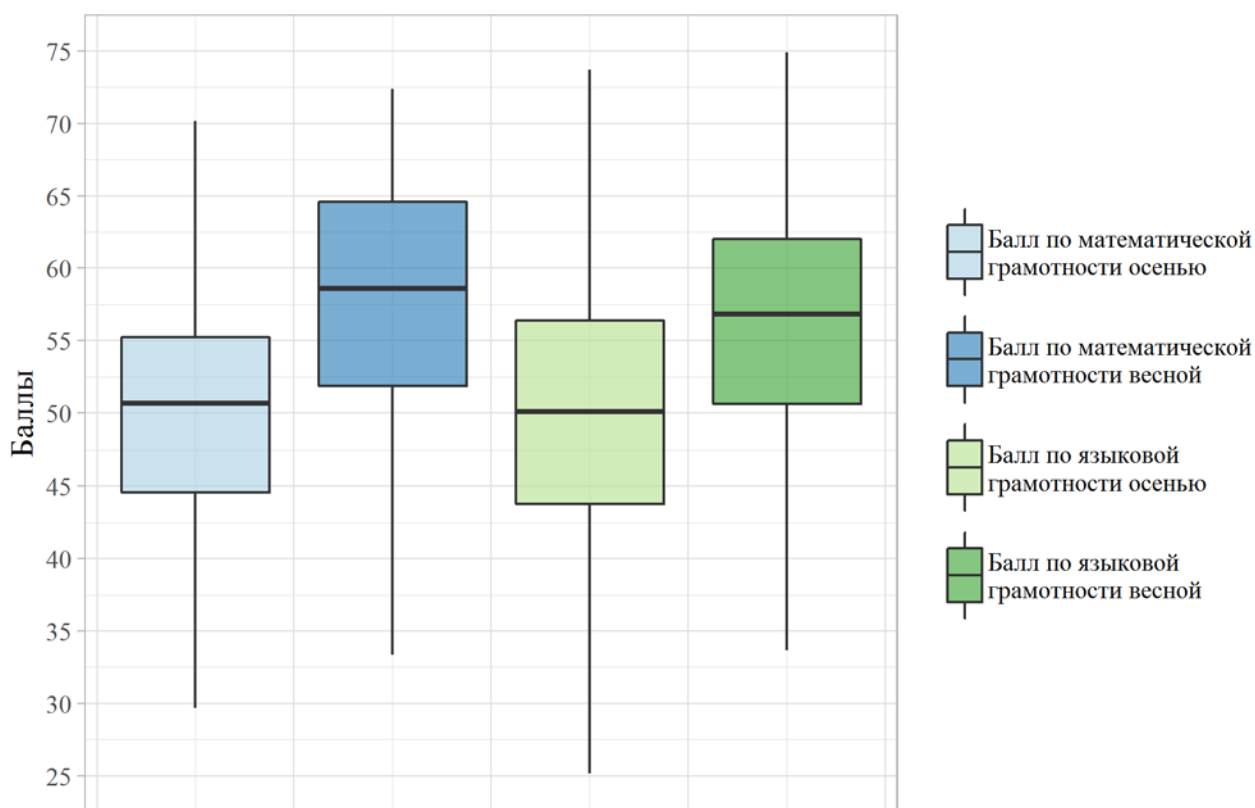 75
70
65
60
55
50
45
40
35
30
25
Баллы
Балл по математической
грамотности осенью
Балл по математической
грамотности весной
Балл по языковой
грамотности осенью
Балл по языковой
грамотности весной